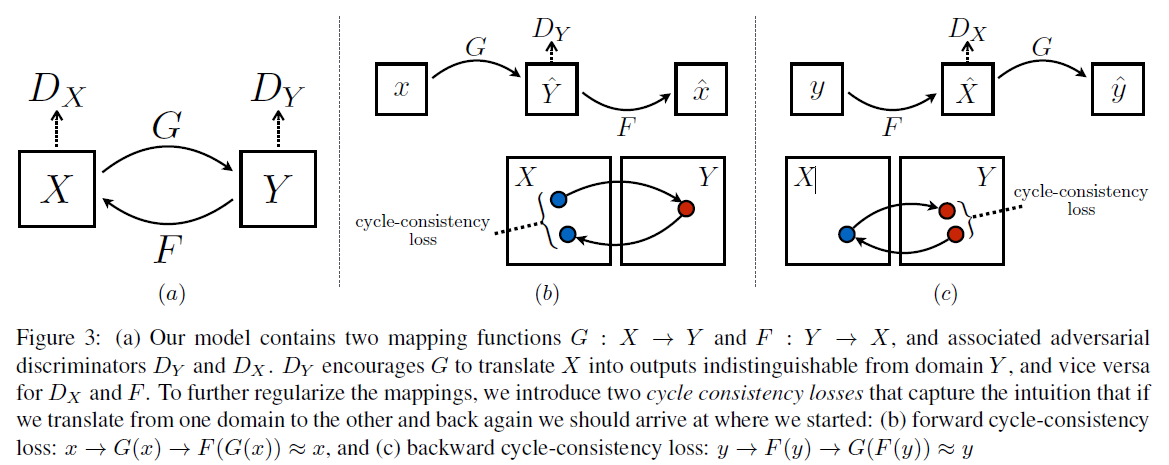 D_X
D_Y
G
X
Y
F
(a)
D_Y
G
x
Ŷ
x̂
F
X
Y
cycle-consistency
loss
(b)
D_X
G
y
X̂
ŷ
F
X
Y
cycle-consistency
loss
(c)
Figure 3: (a) Our model contains two mapping functions G : X → Y and F : Y → X, and associated adversarial
discriminators D_Y and D_X. D_Y encourages G to translate X into outputs indistinguishable from domain Y, and vice versa
for D_X and F. To further regularize the mappings, we introduce two cycle consistency losses that capture the intuition that if
we translate from one domain to the other and back again we should arrive at where we started: (b) forward cycle-consistency
loss: x → G(x) → F(G(x)) ≈ x, and (c) backward cycle-consistency loss: y → F(y) → G(F(y)) ≈ y